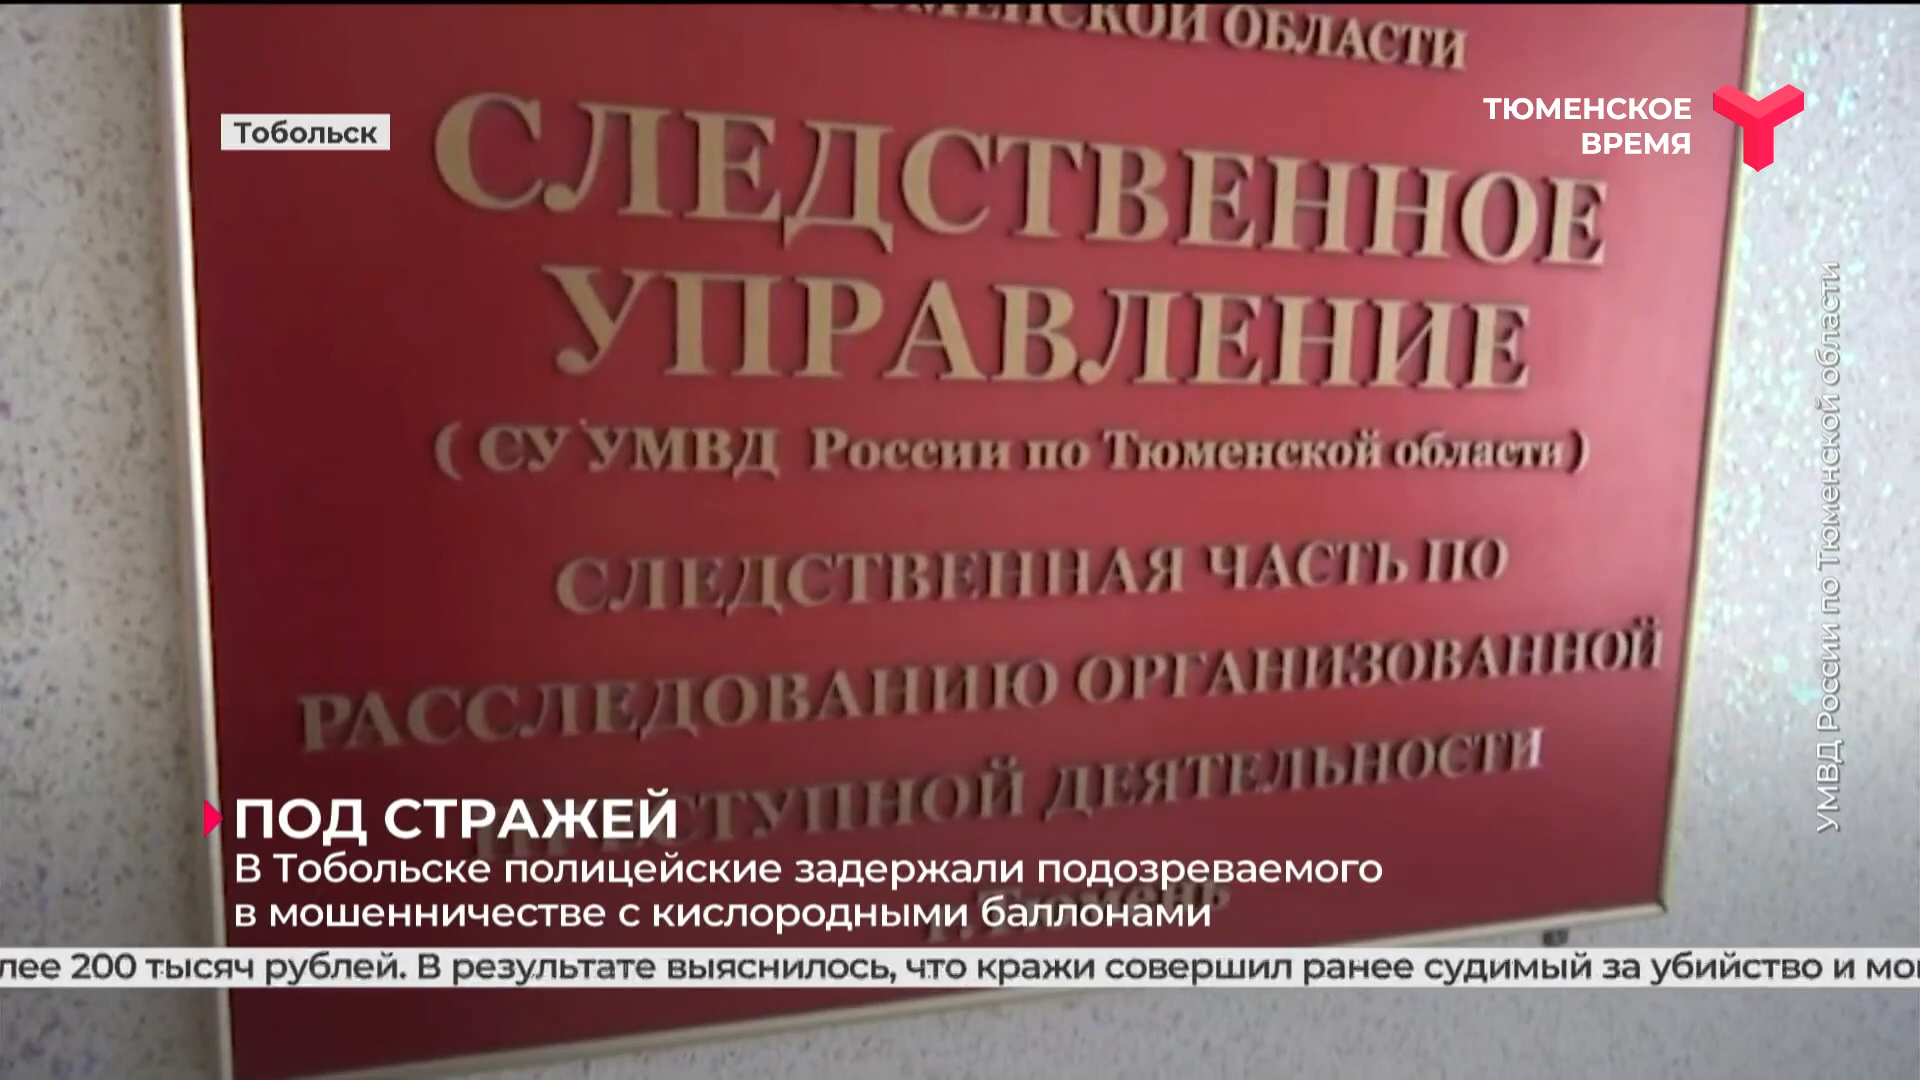 ОБЛАСТИ
ТЮМЕНСКОЕ
ВРЕМЯ
Тобольск
СЛЕДСТВЕННОЕ
УПРАВЛЕНИЕ
( СУ УМВД России по Тюменской области )
СЛЕДСТВЕННАЯ ЧАСТЬ ПО
РАССЛЕДОВАНИЮ ОРГАНИЗОВАННОЙ
ПРЕСТУПНОЙ ДЕЯТЕЛЬНОСТИ
г. Тюмень
УМВД России по Тюменской области
ПОД СТРАЖЕЙ
В Тобольске полицейские задержали подозреваемого
в мошенничестве с кислородными баллонами
лее 200 тысяч рублей. В результате выяснилось, что кражи совершил ранее судимый за убийство и